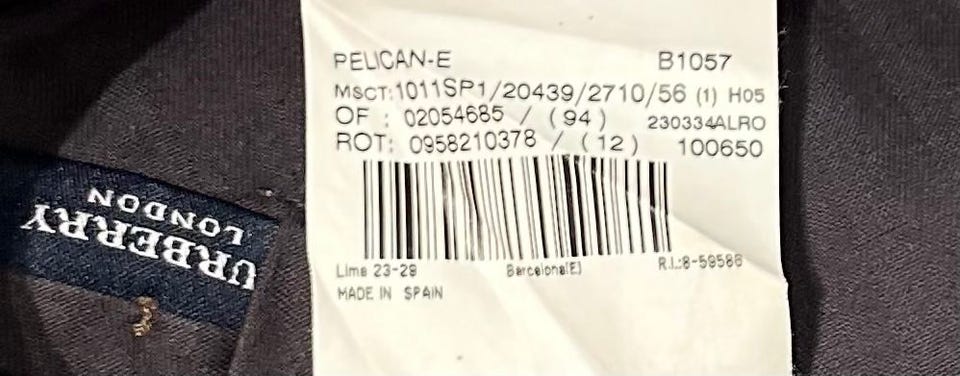 PELICAN-E B1057
MSCT:1011SP1/20439/2710/56 (1) H05
OF : 02054685 / (94) 230334ALRO
ROT: 0958210378 / (12) 100650
Lima 23-29 Barcelona(E) R.I.:8-59586
MADE IN SPAIN
URBERRY
LONDON